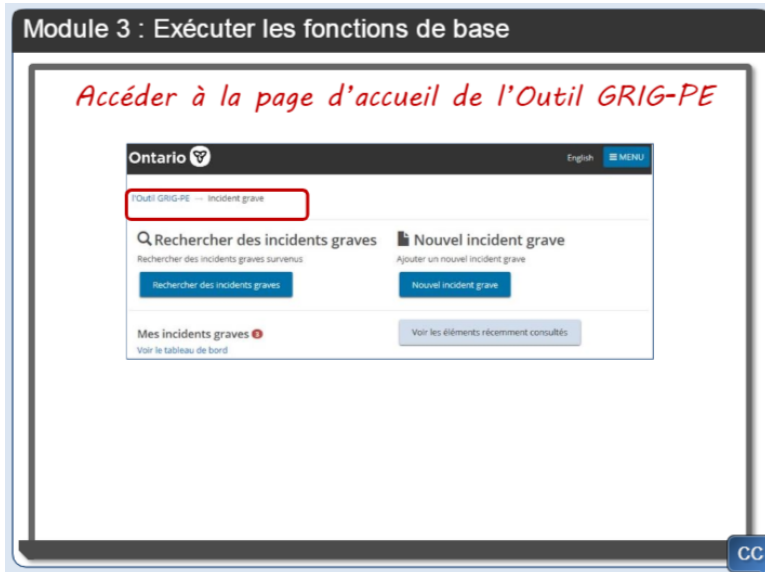 Module 3 : Exécuter les fonctions de base
Accéder à la page d'accueil de l'Outil GRIG-PE
Ontario
English
MENU
l'Outil GRIG-PE → Incident grave
Rechercher des incidents graves
Rechercher des incidents graves survenus
Rechercher des incidents graves
Nouvel incident grave
Ajouter un nouvel incident grave
Nouvel incident grave
Mes incidents graves 3
Voir le tableau de bord
Voir les éléments récemment consultés
CC